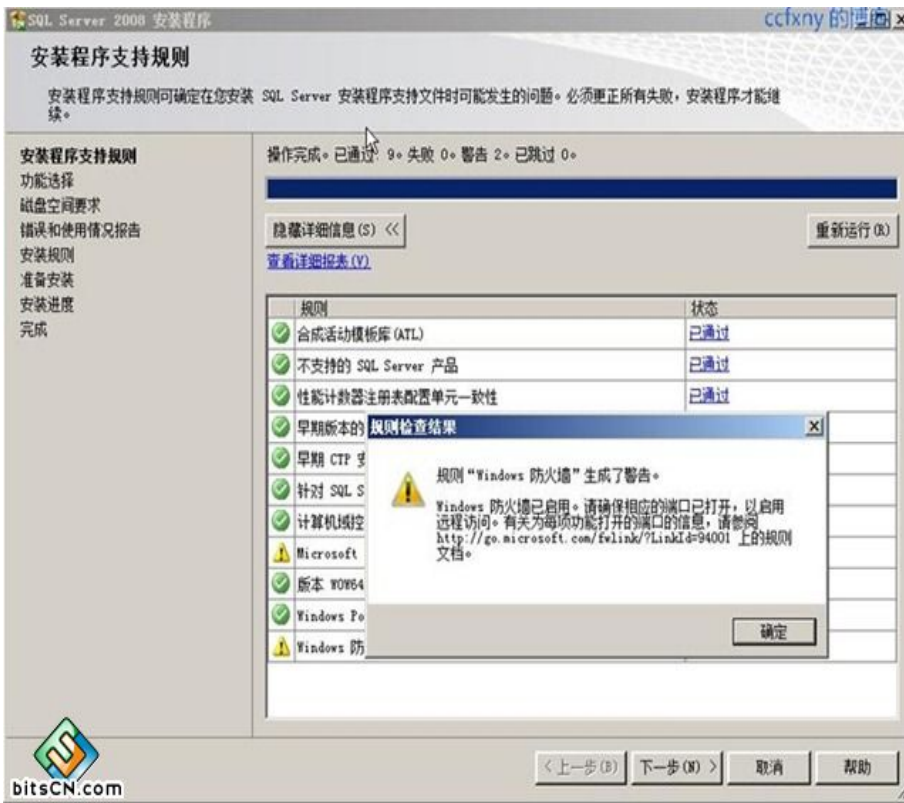 SQL Server 2008 安装程序
ccfxny 的博客
安装程序支持规则
安装程序支持规则可确定在您安装 SQL Server 安装程序支持文件时可能发生的问题。必须更正所有失败,安装程序才能继
续。
安装程序支持规则
功能选择
磁盘空间要求
错误和使用情况报告
安装规则
准备安装
安装进度
完成
操作完成。已通过: 9。失败 0。警告 2。已跳过 0。
隐藏详细信息(S) <<
重新运行(R)
查看详细报表(V)
规则 状态
合成活动模板库(ATL) 已通过
不支持的 SQL Server 产品 已通过
性能计数器注册表配置单元一致性 已通过
早期版本的
早期 CTP 安
针对 SQL S
计算机域控
Microsoft
版本 WOW64
Windows Po
Windows 防
规则检查结果
规则“Windows 防火墙”生成了警告。
Windows 防火墙已启用。请确保相应的端口已打开,以启用
远程访问。有关为每项功能打开的端口的信息,请参阅
http://go.microsoft.com/fwlink/?LinkId=94001 上的规则
文档。
确定
<上一步(B)
下一步(N) >
取消
帮助
bitsCN.com